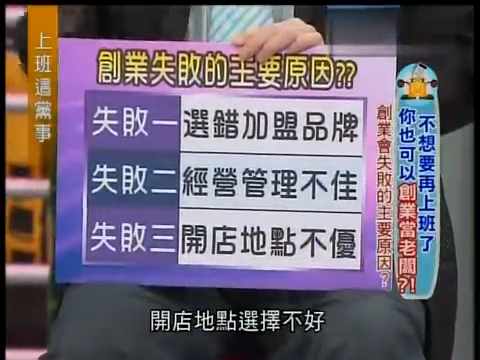 上班這黨事
創業失敗的主要原因??
失敗一 選錯加盟品牌
失敗二 經營管理不佳
失敗三 開店地點不優
不想要再上班了
你也可以創業當老闆?!
創業會失敗的主要原因?
開店地點選擇不好